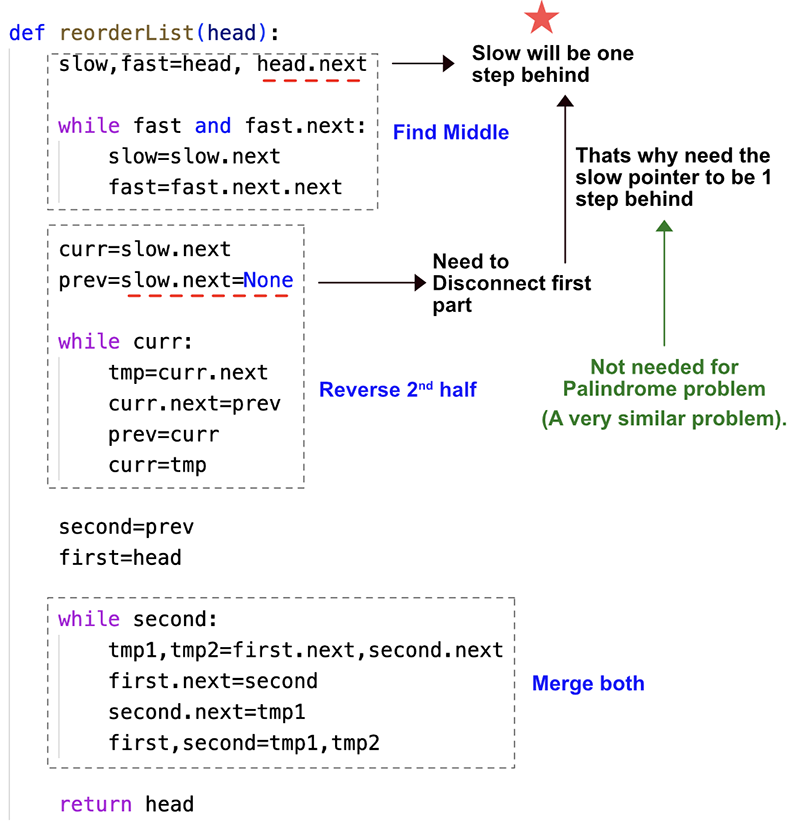 def reorderList(head):
slow,fast=head, head.next
Slow will be one
step behind
while fast and fast.next:
slow=slow.next
fast=fast.next.next
Find Middle
Thats why need the
slow pointer to be 1
step behind
curr=slow.next
prev=slow.next=None
Need to
Disconnect first
part
while curr:
tmp=curr.next
curr.next=prev
prev=curr
curr=tmp
Reverse 2nd half
Not needed for
Palindrome problem
(A very similar problem).
second=prev
first=head
while second:
tmp1,tmp2=first.next,second.next
first.next=second
second.next=tmp1
first,second=tmp1,tmp2
Merge both
return head